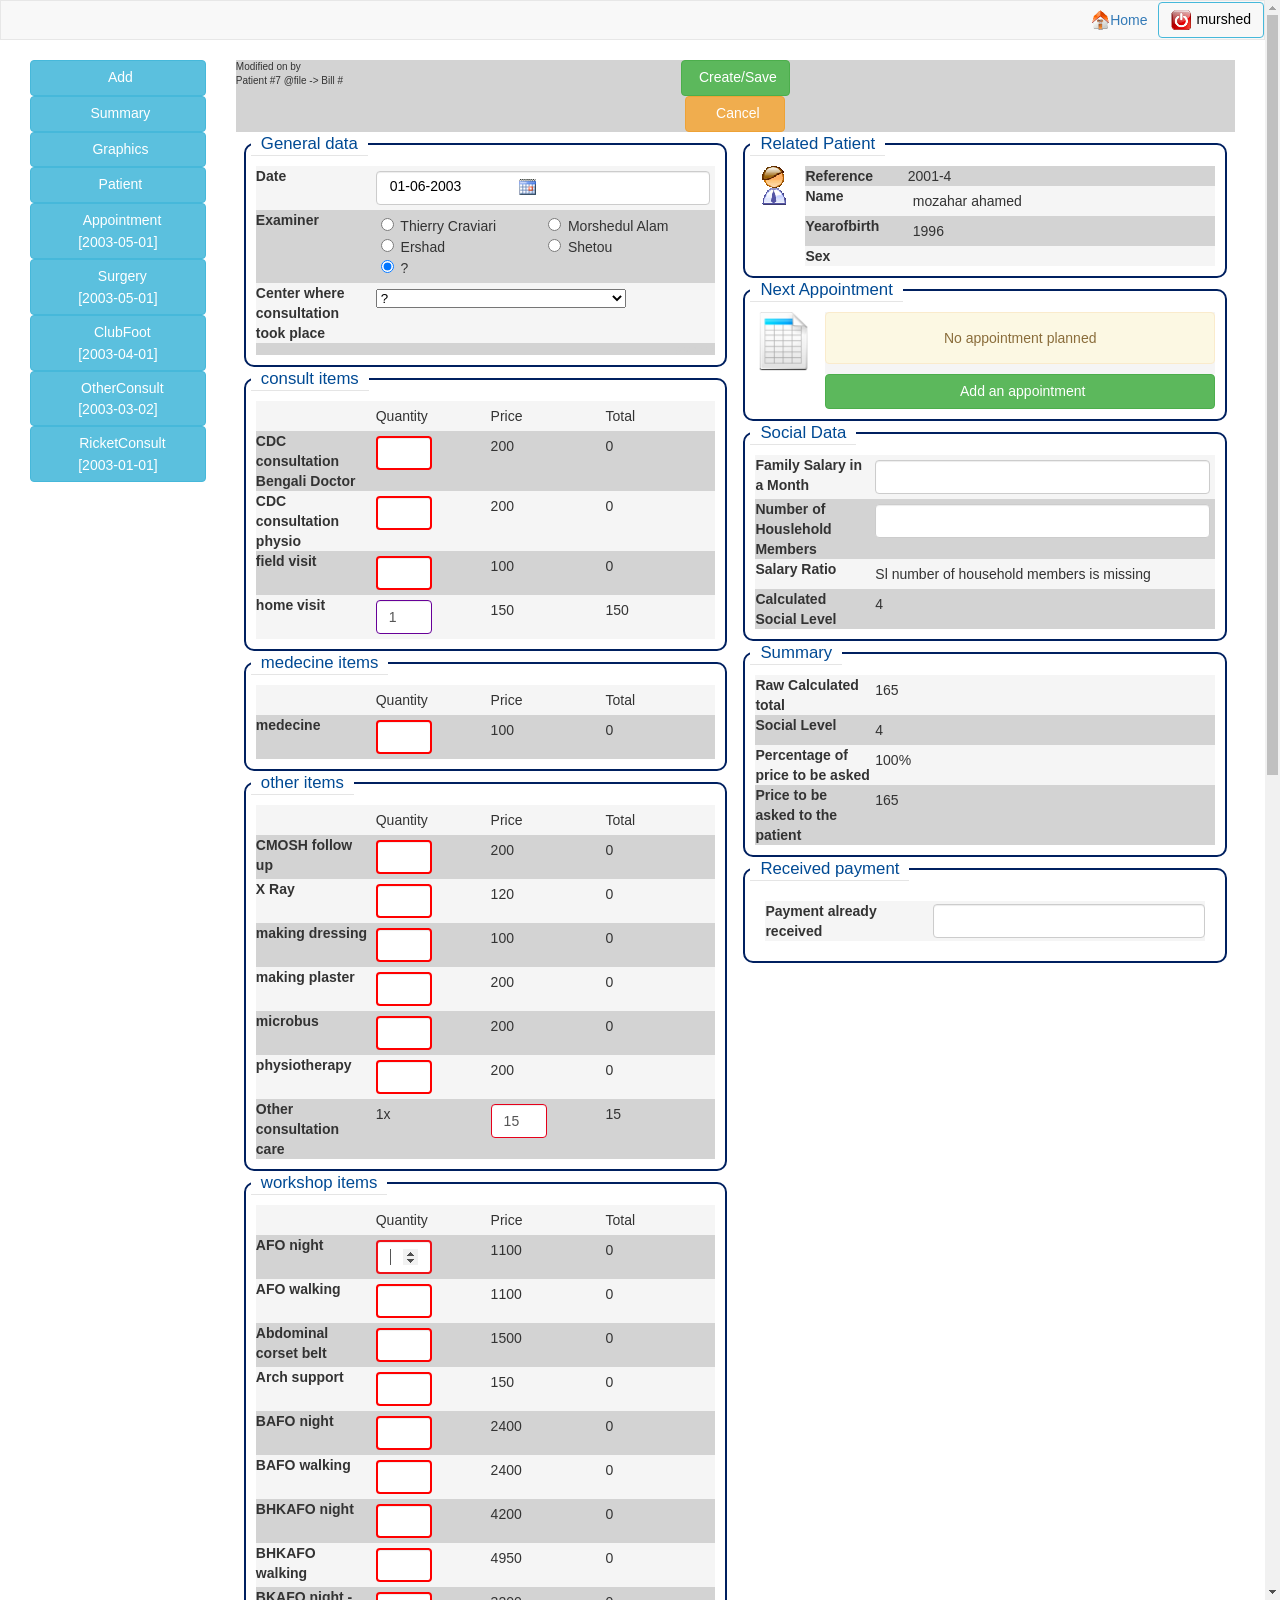 Home
murshed
Add
Summary
Graphics
Patient
Appointment
[2003-05-01]
Surgery
[2003-05-01]
ClubFoot
[2003-04-01]
OtherConsult
[2003-03-02]
RicketConsult
[2003-01-01]
Modified on by
Patient #7 @file -> Bill #
Create/Save
Cancel
General data
Date 01-06-2003
Examiner Thierry Craviari Morshedul Alam
Ershad Shetou
?
Center where ?
consultation
took place
consult items
Quantity Price Total
CDC 200 0
consultation
Bengali Doctor
CDC 200 0
consultation
physio
field visit 100 0
home visit 1 150 150
medecine items
Quantity Price Total
medecine 100 0
other items
Quantity Price Total
CMOSH follow 200 0
up
X Ray 120 0
making dressing 100 0
making plaster 200 0
microbus 200 0
physiotherapy 200 0
Other 1x 15 15
consultation
care
workshop items
Quantity Price Total
AFO night 1100 0
AFO walking 1100 0
Abdominal 1500 0
corset belt
Arch support 150 0
BAFO night 2400 0
BAFO walking 2400 0
BHKAFO night 4200 0
BHKAFO 4950 0
walking
BKAFO night -
Related Patient
Reference 2001-4
Name mozahar ahamed
Yearofbirth 1996
Sex
Next Appointment
No appointment planned
Add an appointment
Social Data
Family Salary in
a Month
Number of
Houslehold
Members
Salary Ratio Sl number of household members is missing
Calculated 4
Social Level
Summary
Raw Calculated 165
total
Social Level 4
Percentage of 100%
price to be asked
Price to be 165
asked to the
patient
Received payment
Payment already
received